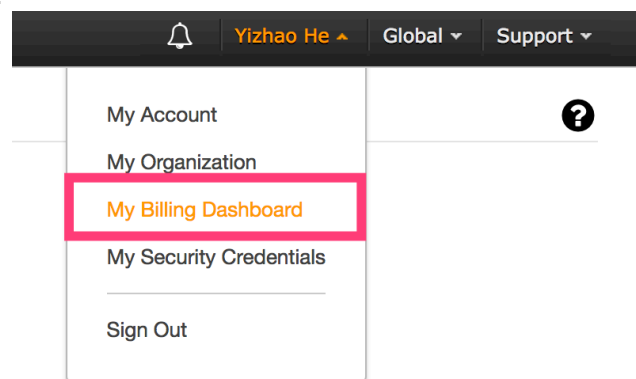 Yizhao He Global Support
My Account
My Organization
My Billing Dashboard
My Security Credentials
Sign Out